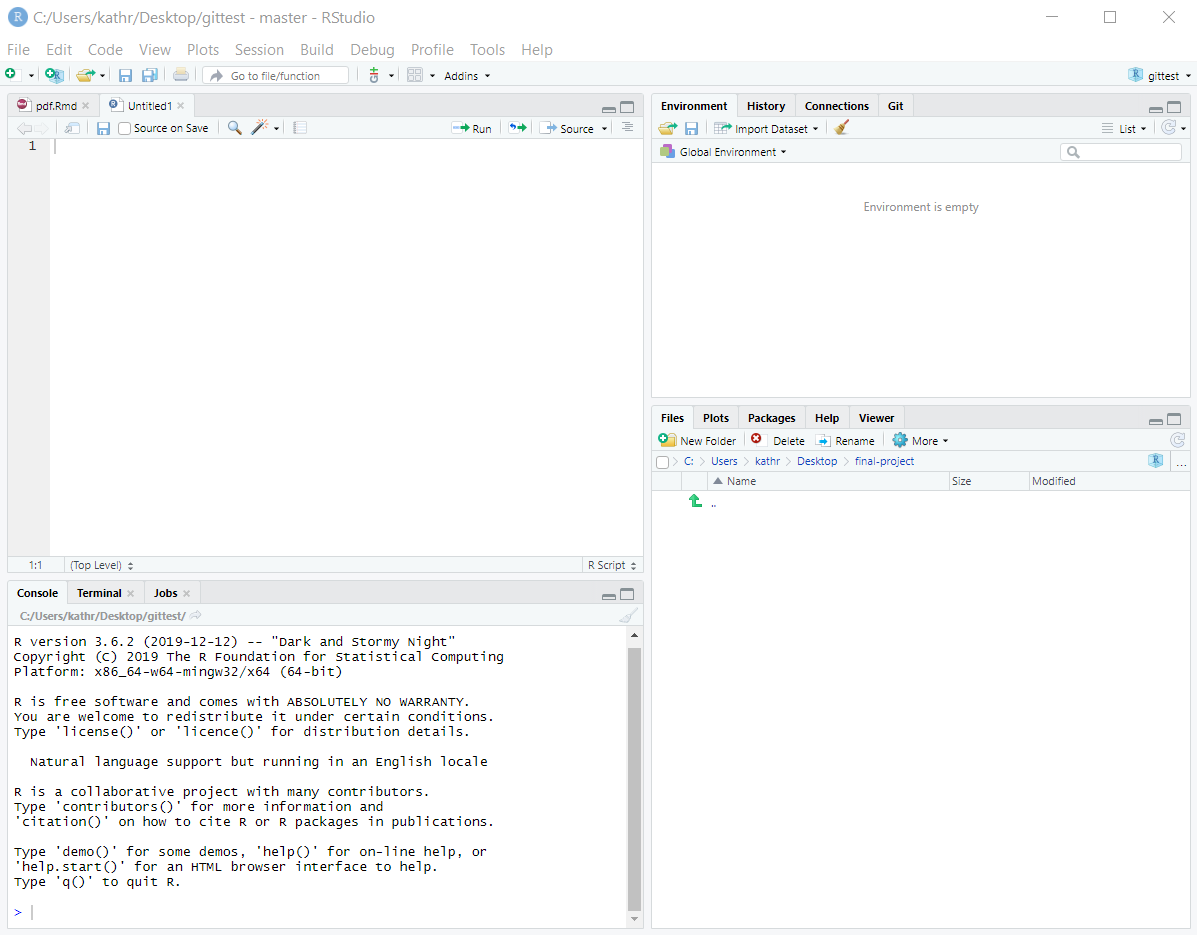 C:/Users/kathr/Desktop/gittest - master - RStudio
File Edit Code View Plots Session Build Debug Profile Tools Help
Go to file/function Addins gittest
pdf.Rmd Untitled1
Source on Save Run Source
1
1:1 (Top Level) R Script
Console Terminal Jobs
C:/Users/kathr/Desktop/gittest/
R version 3.6.2 (2019-12-12) -- "Dark and Stormy Night"
Copyright (C) 2019 The R Foundation for Statistical Computing
Platform: x86_64-w64-mingw32/x64 (64-bit)
R is free software and comes with ABSOLUTELY NO WARRANTY.
You are welcome to redistribute it under certain conditions.
Type 'license()' or 'licence()' for distribution details.
Natural language support but running in an English locale
R is a collaborative project with many contributors.
Type 'contributors()' for more information and
'citation()' on how to cite R or R packages in publications.
Type 'demo()' for some demos, 'help()' for on-line help, or
'help.start()' for an HTML browser interface to help.
Type 'q()' to quit R.
>
Environment History Connections Git
Import Dataset List
Global Environment
Environment is empty
Files Plots Packages Help Viewer
New Folder Delete Rename More
C: Users kathr Desktop final-project ...
Name Size Modified
..